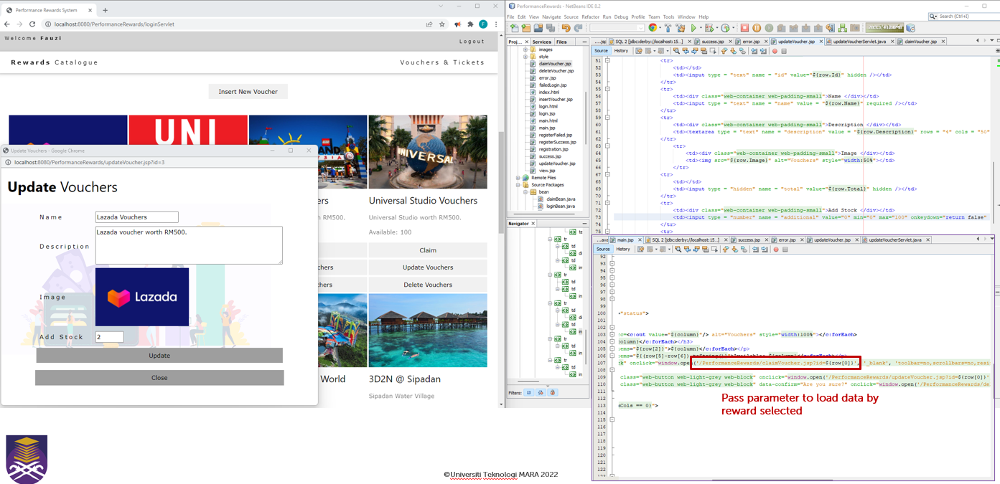 Performance Rewards System
localhost:8080/PerformanceRewards/loginServlet
F
Welcome Fauzi
Logout
Rewards Catalogue
Vouchers & Tickets
Insert New Voucher
UNI
LEGO
UNIVERSAL
Update Vouchers - Google Chrome
localhost:8080/PerformanceRewards/updateVoucher.jsp?id=3
Update Vouchers
Name
Lazada Vouchers
Description
Lazada voucher worth RM500.
Image
Lazada
Add Stock
2
Update
Close
ers
h RM500.
chers
chers
World
Universal Studio Vouchers
Universal Studio worth RM500.
Available: 100
Claim
Update Vouchers
Delete Vouchers
3D2N @ Sipadan
Sipadan Water Village
PerformanceRewards - NetBeans IDE 8.2
File Edit View Navigate Source Refactor Run Debug Profile Team Tools Window Help
Search (Ctrl+I)
Proj... Services Files
images
style
claimVoucher.jsp
deleteVoucher.jsp
error.jsp
failedLogin.jsp
index.html
insertVoucher.jsp
login.html
login.jsp
main.html
main.jsp
registerFailed.jsp
registerSuccess.jsp
registration.jsp
success.jsp
updateVoucher.jsp
view.jsp
Remote Files
Source Packages
bean
claimBean.java
loginBean.java
Navigator
te
tr
td
di
td
in
tr
td
di
td
im
tr
td
td
in
tr
td
di
td
in
tr
td
td
in
tr
td
td
in
Filters:
...jsp SQL 2 [jdbc:derby://localhost:15...] success.jsp error.jsp updateVoucher.jsp updateVoucherServlet.java claimVoucher.jsp
Source History
51 <tr>
52 <td></td>
53 <td><input type = "text" name = "id" value="${row.Id}" hidden /></td>
54 </tr>
55 <tr>
56 <td><div class="web-container web-padding-small">Name </div></td>
57 <td><input type = "text" name = "name" value = "${row.Name}" required /></td>
58 </tr>
59 <tr>
60 <td><div class="web-container web-padding-small">Description </div></td>
61 <td><textarea type = "text" name = "description" value = "${row.Description}" rows = "4" cols = "50"
62 </tr>
63 <tr>
64 <td><div class="web-container web-padding-small">Image </div></td>
65 <td><img src="${row.Image}" alt="Vouchers" style="width:50%"></td>
66 </tr>
67 <tr>
68 <td></td>
69 <td><input type = "hidden" name = "total" value="${row.Total}" hidden /></td>
70 </tr>
71 <tr>
72 <td><div class="web-container web-padding-small">Add Stock </div></td>
73 <td><input type = "number" name = "additional" value="0" min="0" max="100" onkeydown="return false"
74 </tr>
75 <tr>
...ava main.jsp SQL 2 [jdbc:derby://localhost:15...] success.jsp error.jsp updateVoucher.jsp updateVoucherServlet.java
Source History
92
93
94
95
96
97
98
99
100 ="status">
101
102
103 c=<c:out value="${column}"/> alt="Vouchers" style="width:100%"></c:forEach>
104 column}</c:forEach></h3>
105 ems="${row[2]}">${column}</c:forEach></p>
106 ems="${(row[5]-row[6])
107 ck" onclick="window.open('/PerformanceRewards/claimVoucher.jsp?id=${row[0]}', '_blank', 'toolbar=no,scrollbars=no,resi
108
109 class="web-button web-light-grey web-block" onclick="window.open('/PerformanceRewards/updateVoucher.jsp?id=${row[0]}'
110 class="web-button web-light-grey web-block" data-confirm="Are you sure?" onclick="window.open('/PerformanceRewards/de
111
112
113 mCols == 0}">
114
115
116
117
118
119
120
121
122
123
Pass parameter to load data by
reward selected
©Universiti Teknologi MARA 2022